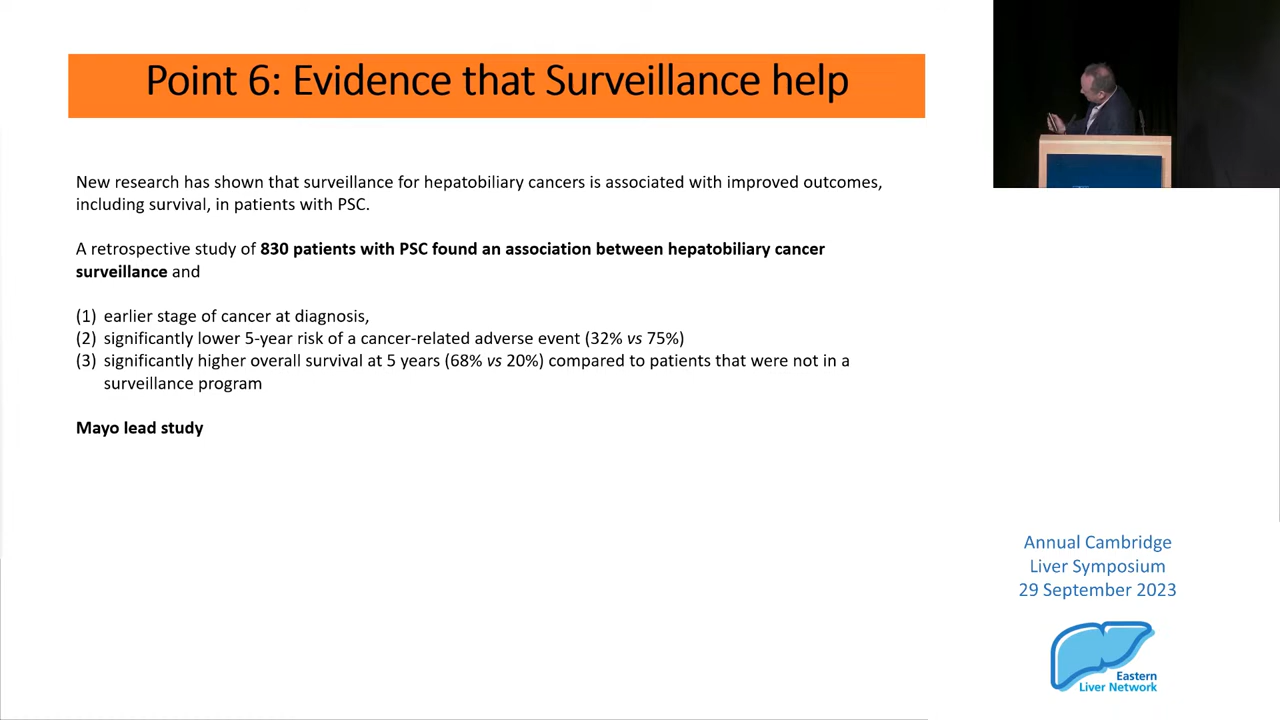 Point 6: Evidence that Surveillance help
New research has shown that surveillance for hepatobiliary cancers is associated with improved outcomes,
including survival, in patients with PSC.
A retrospective study of 830 patients with PSC found an association between hepatobiliary cancer
surveillance and
(1) earlier stage of cancer at diagnosis,
(2) significantly lower 5-year risk of a cancer-related adverse event (32% vs 75%)
(3) significantly higher overall survival at 5 years (68% vs 20%) compared to patients that were not in a
surveillance program
Mayo lead study
Annual Cambridge
Liver Symposium
29 September 2023
Eastern
Liver Network